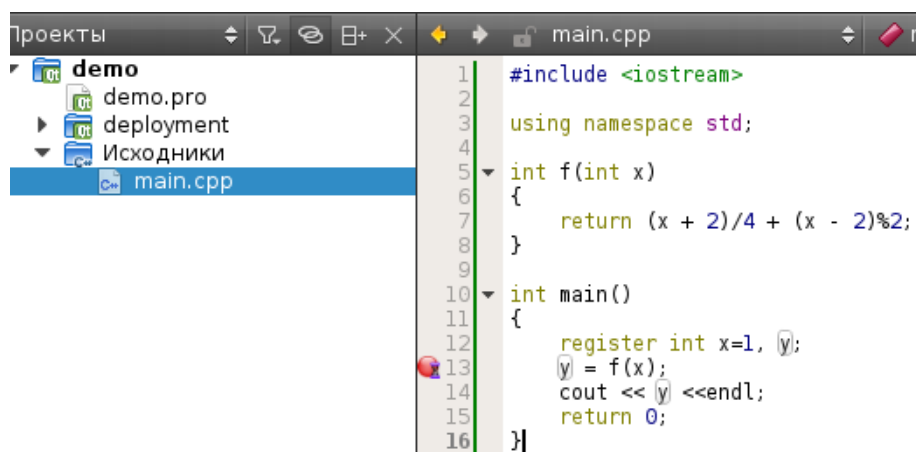 Проекты
main.cpp
demo
demo.pro
deployment
Исходники
main.cpp
1 #include <iostream>
2
3 using namespace std;
4
5 int f(int x)
6 {
7 return (x + 2)/4 + (x - 2)%2;
8 }
9
10 int main()
11 {
12 register int x=1, y;
13 y = f(x);
14 cout << y <<endl;
15 return 0;
16 }